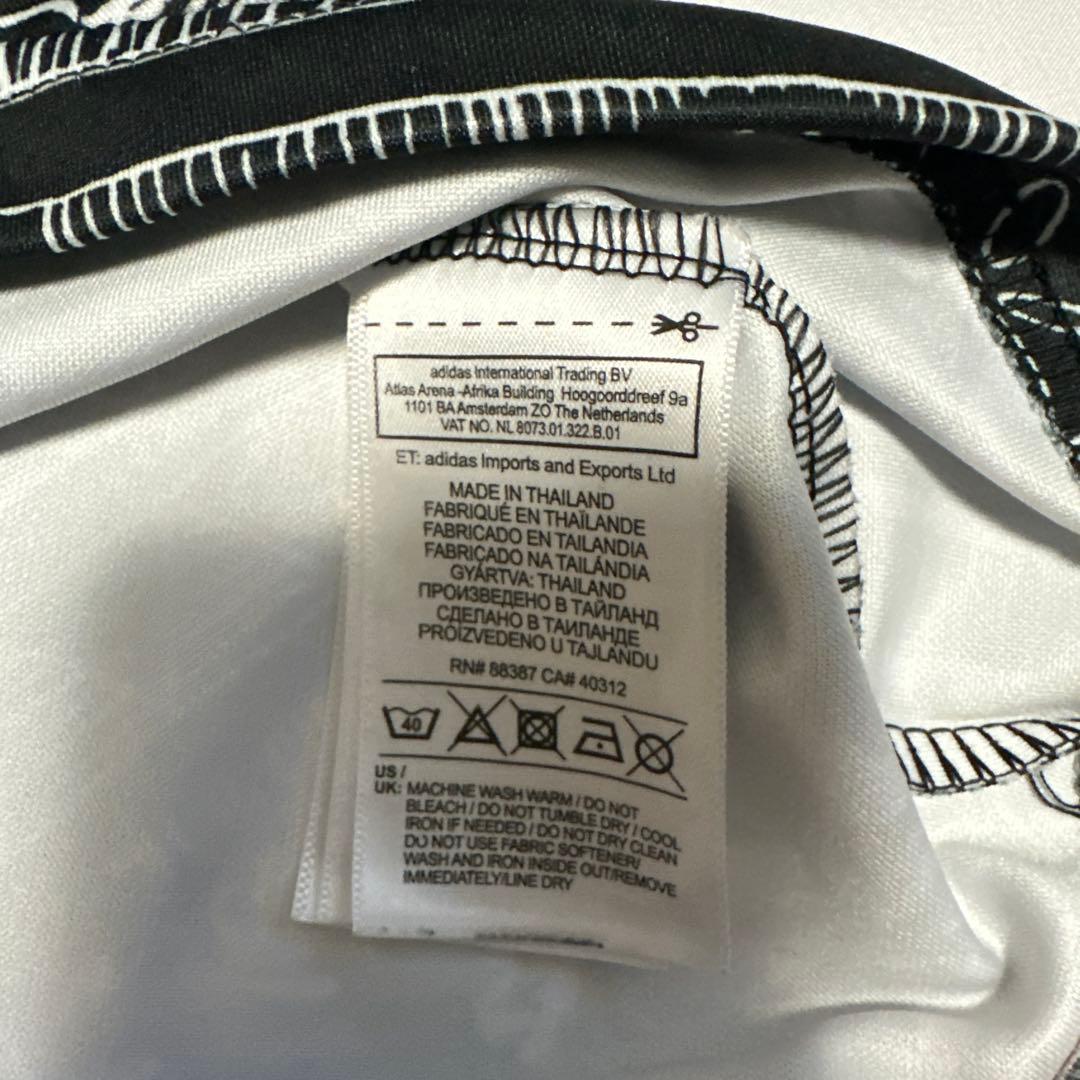 adidas International Trading BV
Atlas Arena -Afrika Building Hoogoorddreef 9a
1101 BA Amsterdam ZO The Netherlands
VAT NO. NL 8073.01.322.B.01
ET: adidas Imports and Exports Ltd
MADE IN THAILAND
FABRIQUÉ EN THAÏLANDE
FABRICADO EN TAILANDIA
FABRICADO NA TAILÂNDIA
GYÁRTVA: THAILAND
ПРОИЗВЕДЕНО В ТАЙЛАНД
СДЕЛАНО В ТАИЛАНДЕ
PROIZVEDENO U TAJLANDU
RN# 88387 CA# 40312
40
US /
UK: MACHINE WASH WARM / DO NOT
BLEACH / DO NOT TUMBLE DRY / COOL
IRON IF NEEDED / DO NOT DRY CLEAN
DO NOT USE FABRIC SOFTENER/
WASH AND IRON INSIDE OUT/REMOVE
IMMEDIATELY/LINE DRY